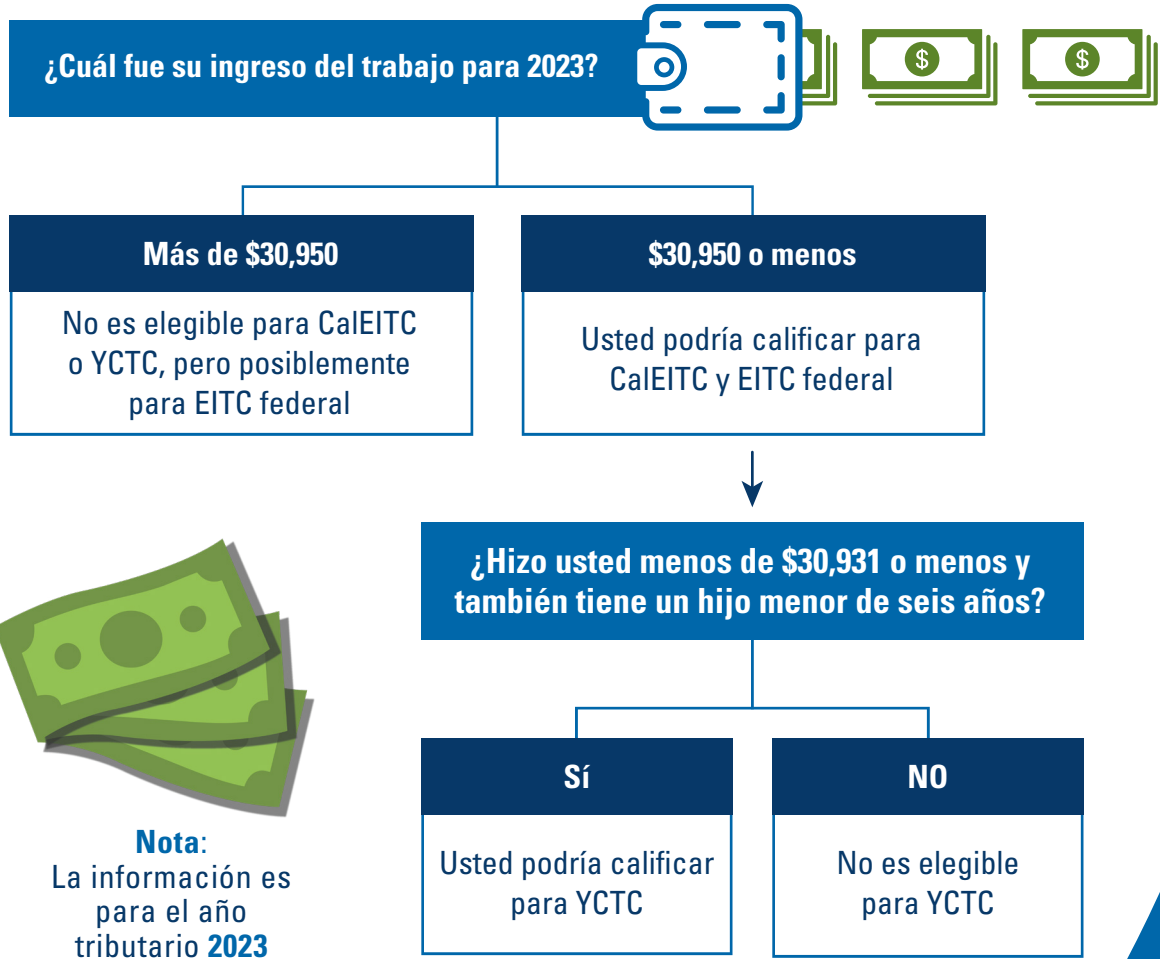 ¿Cuál fue su ingreso del trabajo para 2023?
$
$
Más de $30,950
No es elegible para CalEITC
o YCTC, pero posiblemente
para EITC federal
$30,950 o menos
Usted podría calificar para
CalEITC y EITC federal
¿Hizo usted menos de $30,931 o menos y
también tiene un hijo menor de seis años?
Sí
Usted podría calificar
para YCTC
NO
No es elegible
para YCTC
Nota:
La información es
para el año
tributario 2023